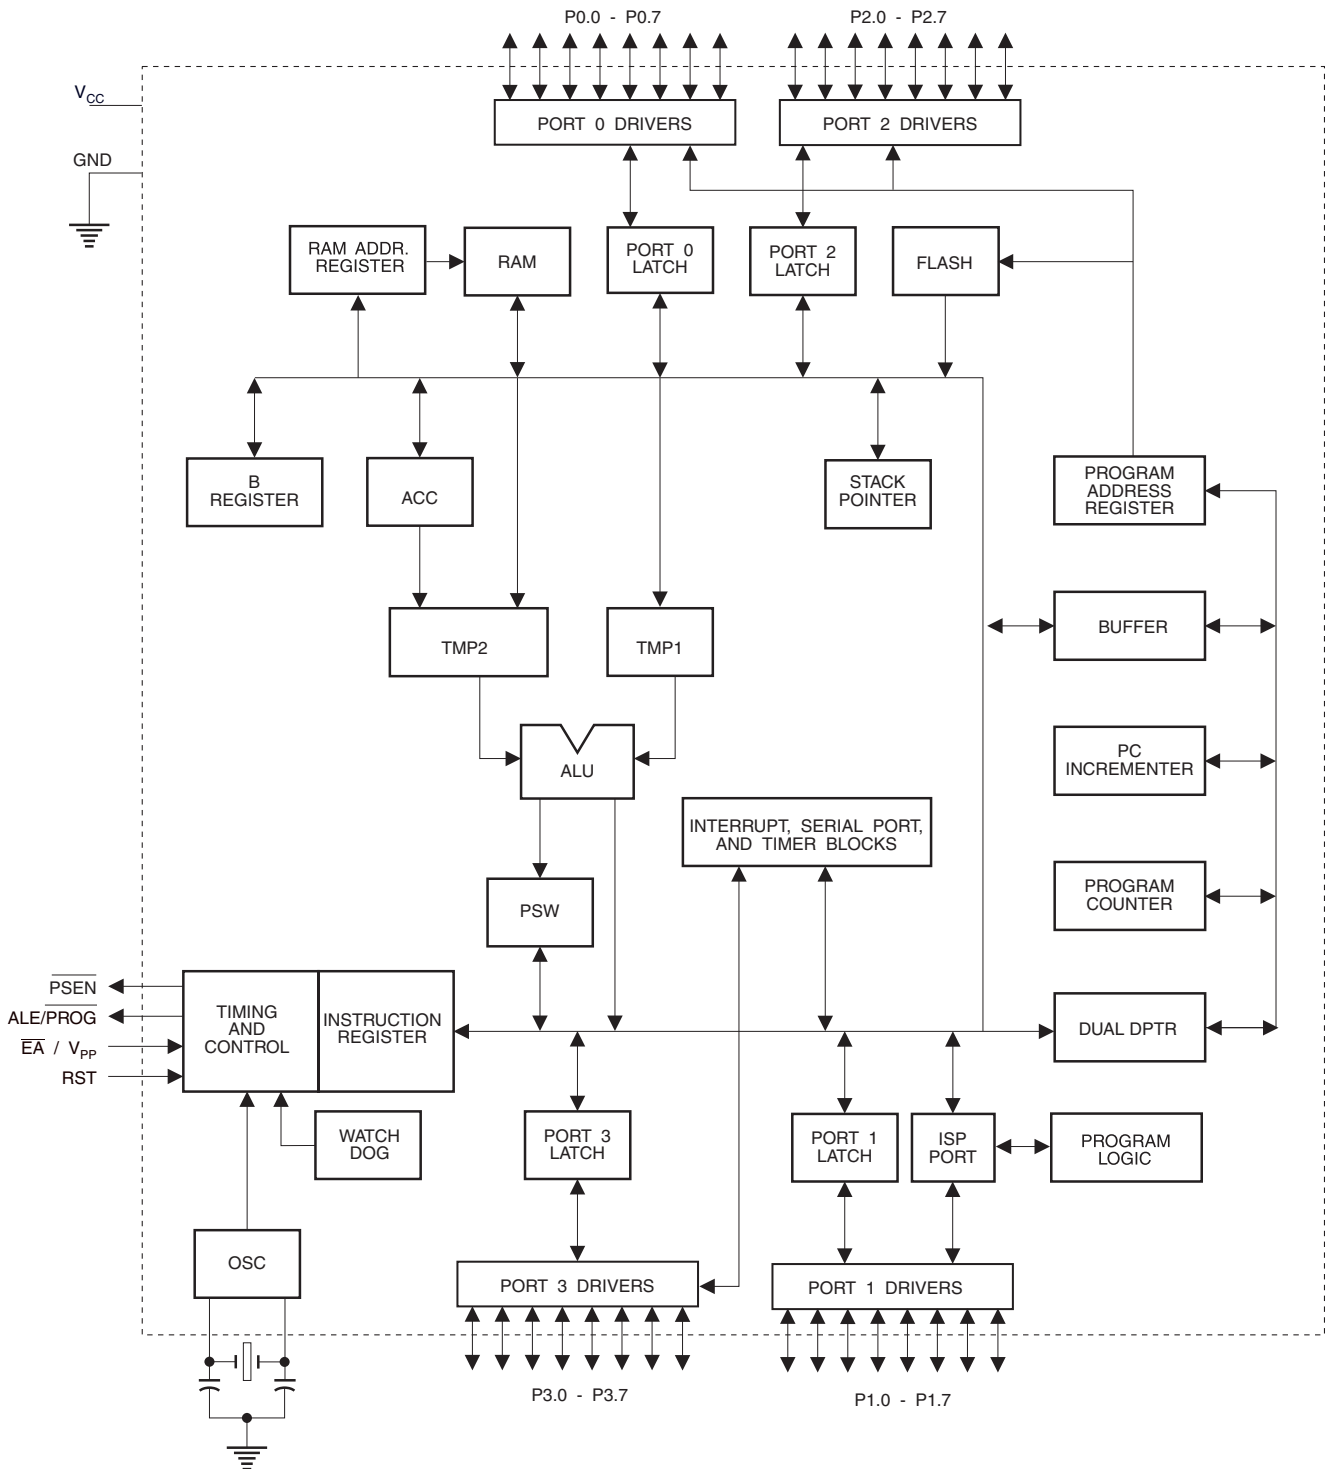 P0.0 - P0.7
P2.0 - P2.7
VCC
PORT 0 DRIVERS
PORT 2 DRIVERS
GND
RAM ADDR.
REGISTER
RAM
PORT 0
LATCH
PORT 2
LATCH
FLASH
B
REGISTER
ACC
STACK
POINTER
PROGRAM
ADDRESS
REGISTER
TMP2
TMP1
BUFFER
ALU
PC
INCREMENTER
INTERRUPT, SERIAL PORT,
AND TIMER BLOCKS
PSW
PROGRAM
COUNTER
PSEN
ALE/PROG
EA / VPP
RST
TIMING
AND
CONTROL
INSTRUCTION
REGISTER
DUAL DPTR
WATCH
DOG
PORT 3
LATCH
PORT 1
LATCH
ISP
PORT
PROGRAM
LOGIC
OSC
PORT 3 DRIVERS
PORT 1 DRIVERS
P3.0 - P3.7
P1.0 - P1.7